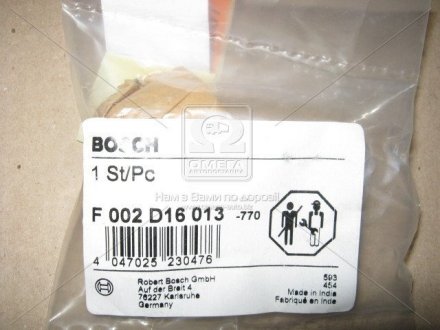 BOSCH
1 St/Pc
ОМЕГА
АВТОПОСТАВКА
Нам з Вами по дорозі!
F 002 D16 013 -770
4 047025 230476
Robert Bosch GmbH
Auf der Breit 4
76227 Karlsruhe
Germany
593
454
Made in India
Fabriqué en Inde